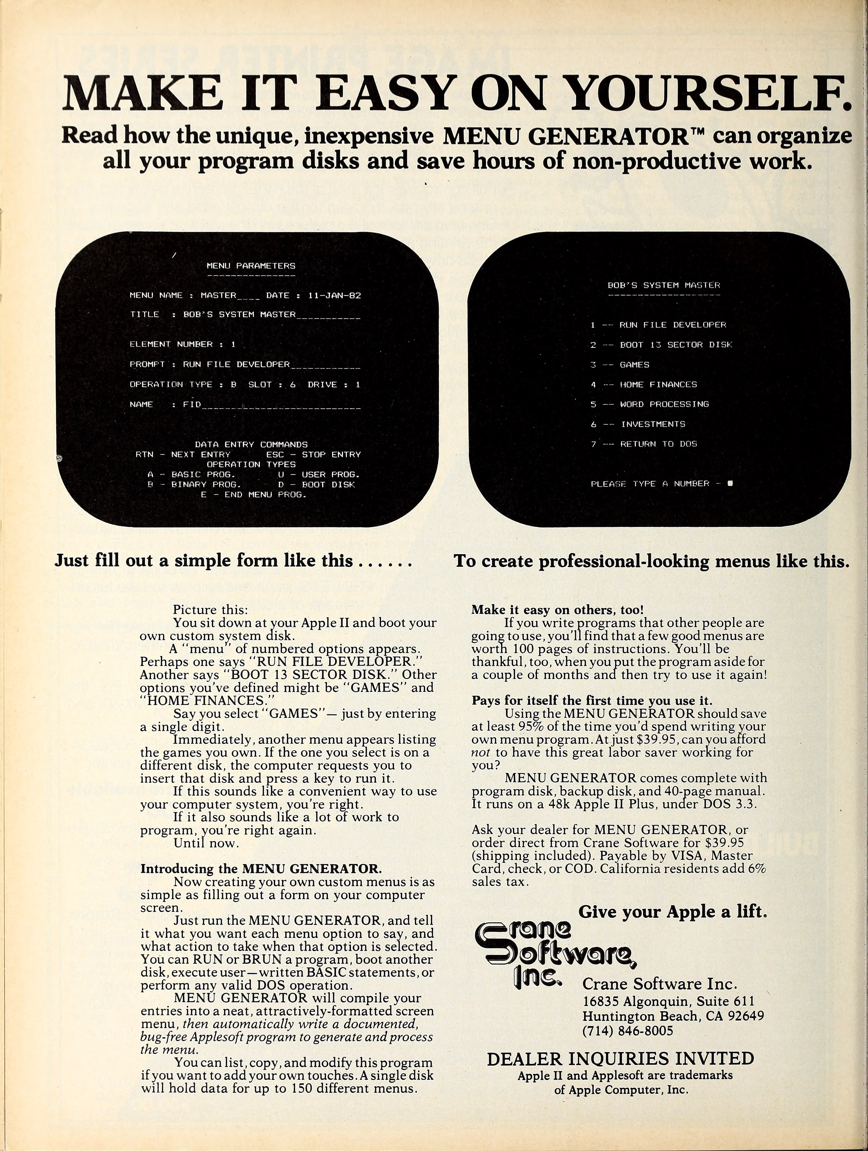 MAKE IT EASY ON YOURSELF.
Read how the unique, inexpensive MENU GENERATOR™ can organize
all your program disks and save hours of non-productive work.
MENU PARAMETERS
MENU NAME : MASTER____ DATE : 11-JAN-82
TITLE : BOB'S SYSTEM MASTER___________
ELEMENT NUMBER : 1
PROMPT : RUN FILE DEVELOPER____________
OPERATION TYPE : B SLOT : 6 DRIVE : 1
NAME : FID___________________________
DATA ENTRY COMMANDS
RTN - NEXT ENTRY ESC - STOP ENTRY
OPERATION TYPES
A - BASIC PROG. U - USER PROG.
B - BINARY PROG. D - BOOT DISK
E - END MENU PROG.
BOB'S SYSTEM MASTER
1 -- RUN FILE DEVELOPER
2 -- BOOT 13 SECTOR DISK
3 -- GAMES
4 -- HOME FINANCES
5 -- WORD PROCESSING
6 -- INVESTMENTS
7 -- RETURN TO DOS
PLEASE TYPE A NUMBER - ■
Just fill out a simple form like this . . . . . .
To create professional-looking menus like this.
Picture this:
You sit down at your Apple II and boot your
own custom system disk.
A "menu" of numbered options appears.
Perhaps one says "RUN FILE DEVELOPER."
Another says "BOOT 13 SECTOR DISK." Other
options you've defined might be "GAMES" and
"HOME FINANCES."
Say you select "GAMES"— just by entering
a single digit.
Immediately, another menu appears listing
the games you own. If the one you select is on a
different disk, the computer requests you to
insert that disk and press a key to run it.
If this sounds like a convenient way to use
your computer system, you're right.
If it also sounds like a lot of work to
program, you're right again.
Until now.
Introducing the MENU GENERATOR.
Now creating your own custom menus is as
simple as filling out a form on your computer
screen.
Just run the MENU GENERATOR, and tell
it what you want each menu option to say, and
what action to take when that option is selected.
You can RUN or BRUN a program, boot another
disk, execute user—written BASIC statements, or
perform any valid DOS operation.
MENU GENERATOR will compile your
entries into a neat, attractively-formatted screen
menu, then automatically write a documented,
bug-free Applesoft program to generate and process
the menu.
You can list, copy, and modify this program
if you want to add your own touches. A single disk
will hold data for up to 150 different menus.
Make it easy on others, too!
If you write programs that other people are
going to use, you'll find that a few good menus are
worth 100 pages of instructions. You'll be
thankful, too, when you put the program aside for
a couple of months and then try to use it again!
Pays for itself the first time you use it.
Using the MENU GENERATOR should save
at least 95% of the time you'd spend writing your
own menu program. At just $39.95, can you afford
not to have this great labor saver working for
you?
MENU GENERATOR comes complete with
program disk, backup disk, and 40-page manual.
It runs on a 48k Apple II Plus, under DOS 3.3.
Ask your dealer for MENU GENERATOR, or
order direct from Crane Software for $39.95
(shipping included). Payable by VISA, Master
Card, check, or COD. California residents add 6%
sales tax.
Give your Apple a lift.
Crane
Software,
Inc.
Crane Software Inc.
16835 Algonquin, Suite 611
Huntington Beach, CA 92649
(714) 846-8005
DEALER INQUIRIES INVITED
Apple II and Applesoft are trademarks
of Apple Computer, Inc.